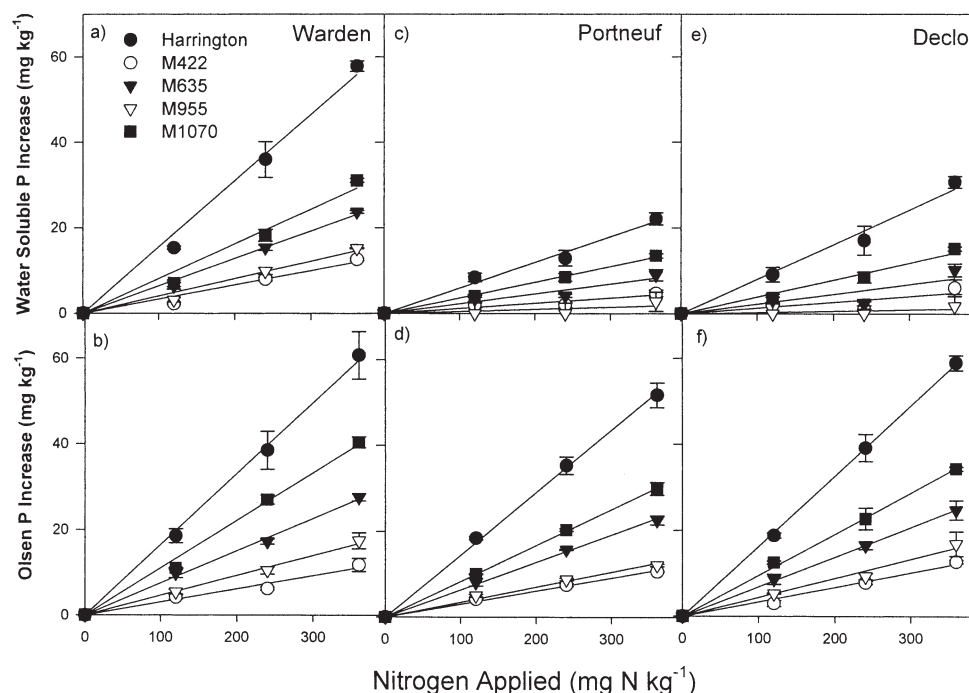 a)
Warden
c)
Portneuf
e)
Declo
Harrington
M422
M635
M955
M1070
Water Soluble P Increase (mg kg⁻¹)
60
40
20
0
b)
d)
f)
Olsen P Increase (mg kg⁻¹)
60
40
20
0
0 100 200 300 0 100 200 300 0 100 200 300
Nitrogen Applied (mg N kg⁻¹)